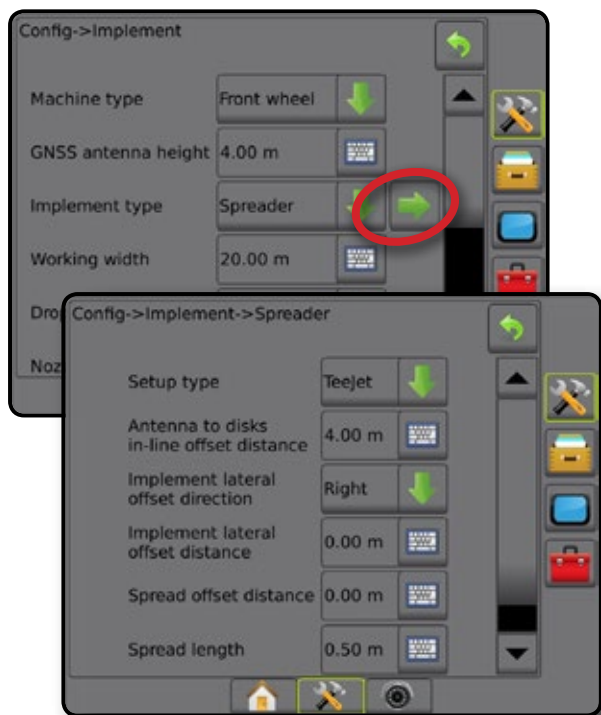 Config->Implement
Machine type
Front wheel
GNSS antenna height
4.00 m
Implement type
Spreader
Working width
20.00 m
Config->Implement->Spreader
Setup type
TeeJet
Antenna to disks
in-line offset distance
4.00 m
Implement lateral
offset direction
Right
Implement lateral
offset distance
0.00 m
Spread offset distance
0.00 m
Spread length
0.50 m